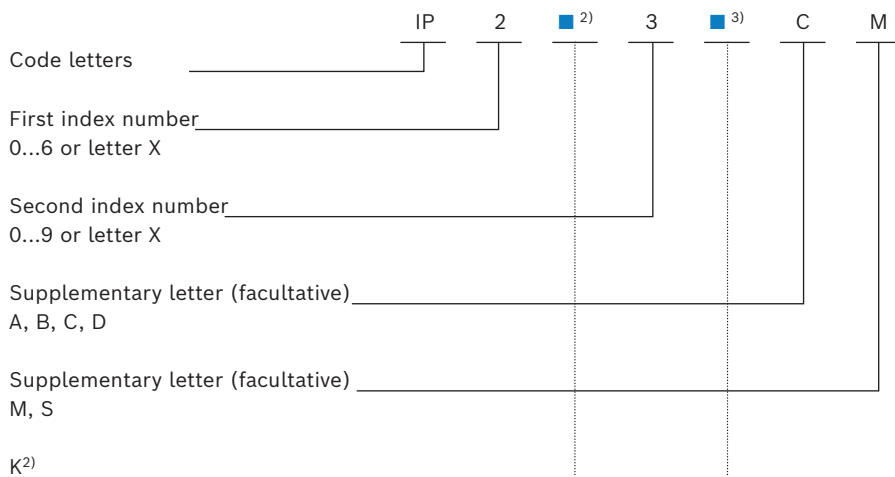 IP 2 ■ 2) 3 ■ 3) C M
Code letters
First index number
0...6 or letter X
Second index number
0...9 or letter X
Supplementary letter (facultative)
A, B, C, D
Supplementary letter (facultative)
M, S
K2)